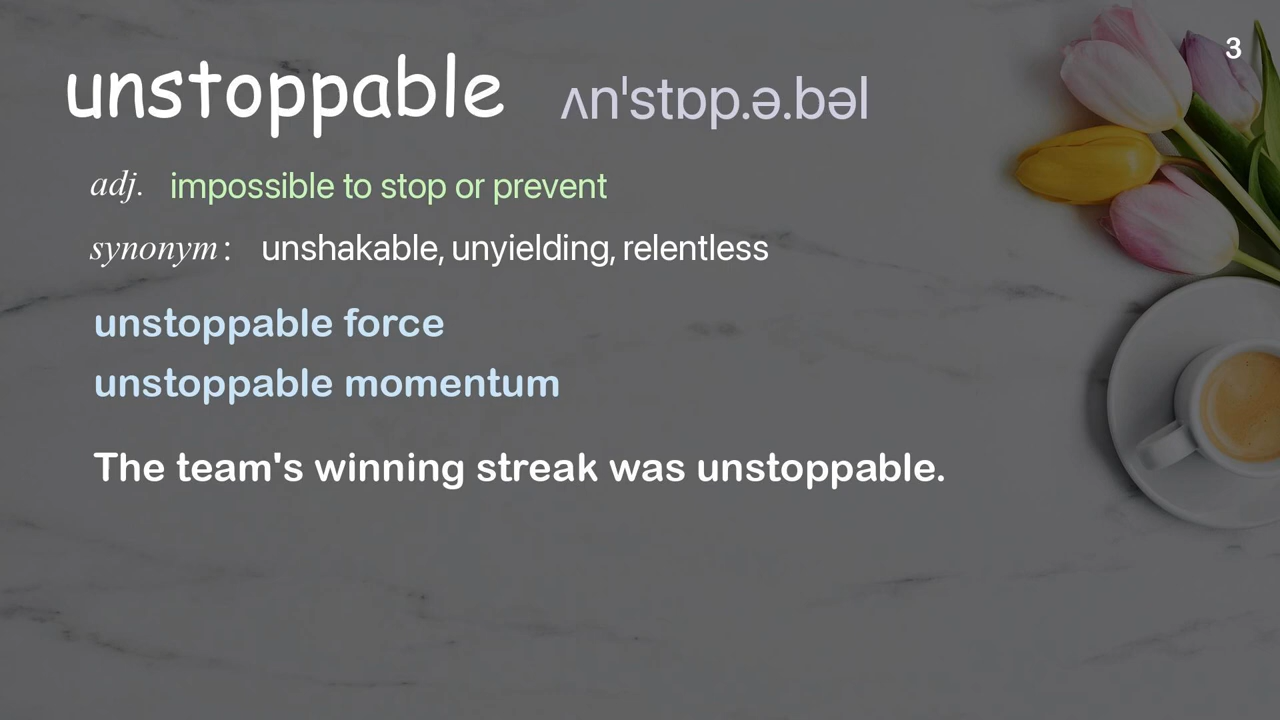 3
unstoppable ʌnˈstɒp.ə.bəl
adj. impossible to stop or prevent
synonym: unshakable, unyielding, relentless
unstoppable force
unstoppable momentum
The team's winning streak was unstoppable.